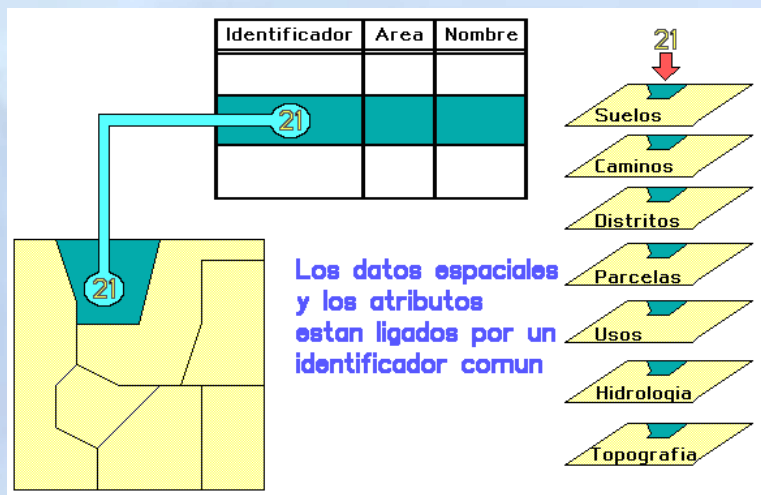 Identificador Area Nombre
21
21
Los datos espaciales
y los atributos
estan ligados por un
identificador comun
21
Suelos
Caminos
Distritos
Parcelas
Usos
Hidrologia
Topografia